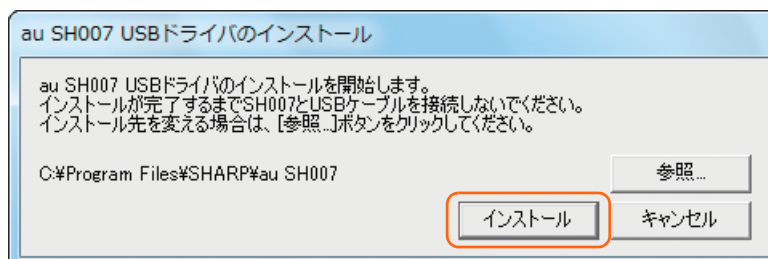 au SH007 USBドライバのインストール
au SH007 USBドライバのインストールを開始します。
インストールが完了するまでSH007とUSBケーブルを接続しないでください。
インストール先を変える場合は、[参照...]ボタンをクリックしてください。
C:¥Program Files¥SHARP¥au SH007
参照...
インストール
キャンセル